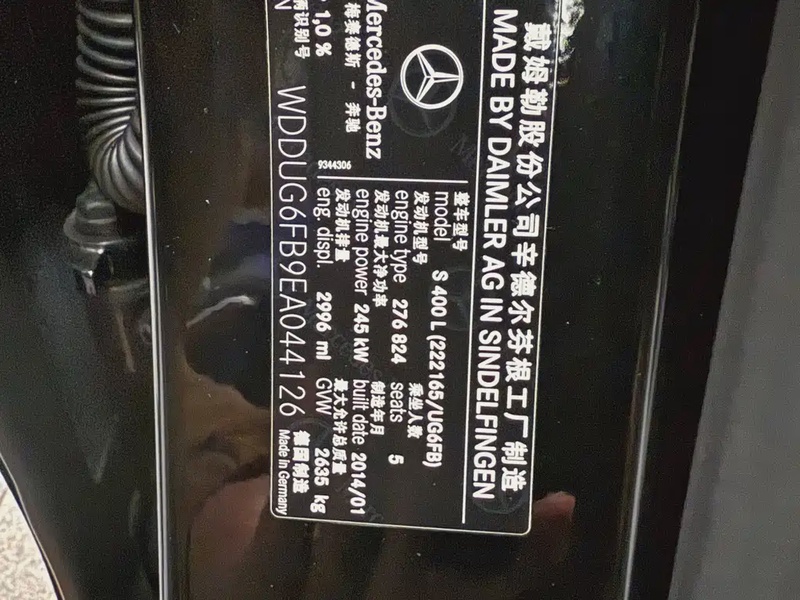 戴姆勒股份公司辛德尔芬根工厂制造
MADE BY DAIMLER AG IN SINDELFINGEN
Mercedes-Benz
梅赛德斯 - 奔驰
9344306
整车型号
model S 400 L (222165/UG6FB)
发动机型号 乘坐人数
engine type 276 824 seats 5
发动机最大净功率 制造年月
engine power 245 kW built date 2014/01
发动机排量 最大允许总质量
eng. displ. 2996 ml GVW 2635 kg
1,0 %
辆识别号 德国制造
N WDDUG6FB9EA044126 Made In Germany